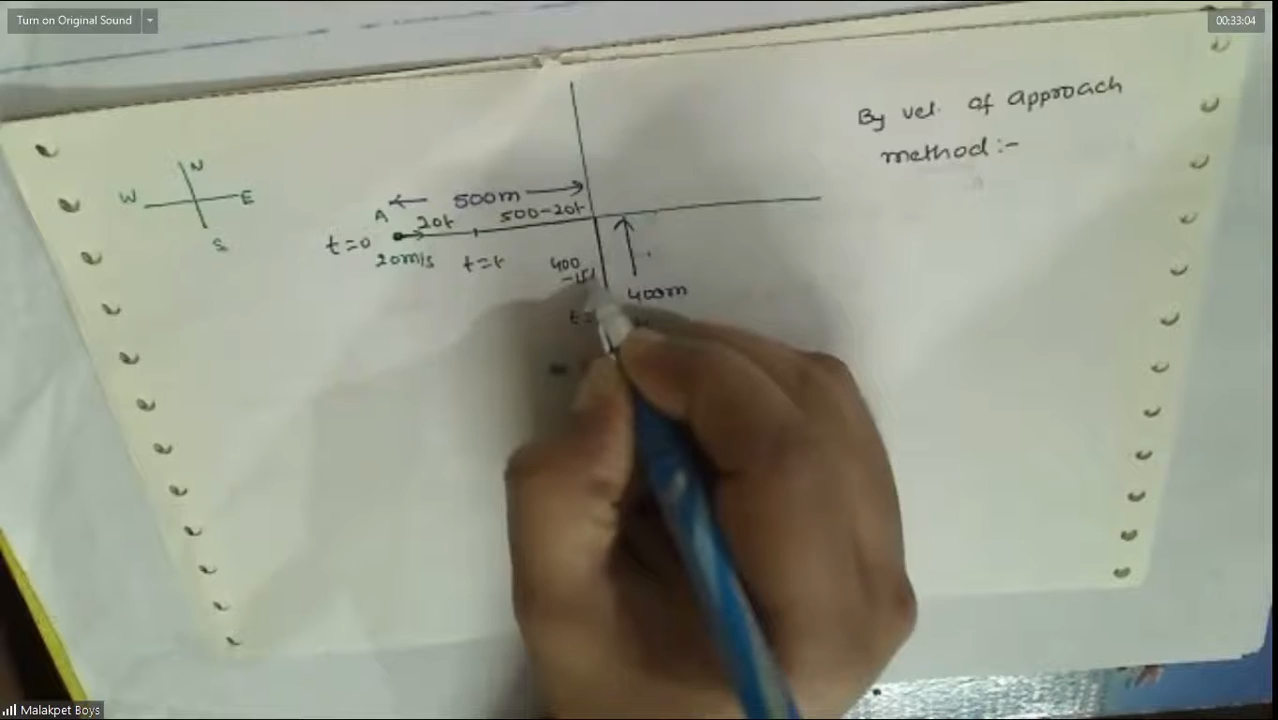 Turn on Original Sound
00:33:04
By vel. of approach
method :-
N
W E
S
500m
A 20t 500-20t
t=0
20m/s t=t
400
-15t
400m
t=
Malakpet Boys